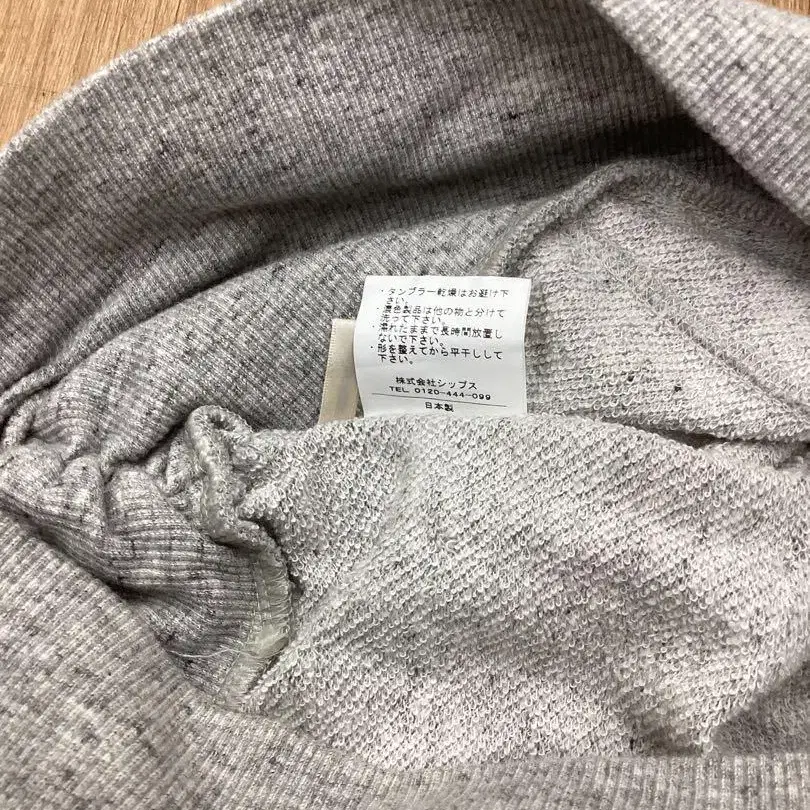 ・タンブラー乾燥はお避け下
さい。
・濃色製品は他の物と分けて
洗って下さい。
・濡れたままで長時間放置し
ないで下さい。
・形を整えてから平干しして
下さい。
株式会社シップス
TEL 0120-444-099
日本製